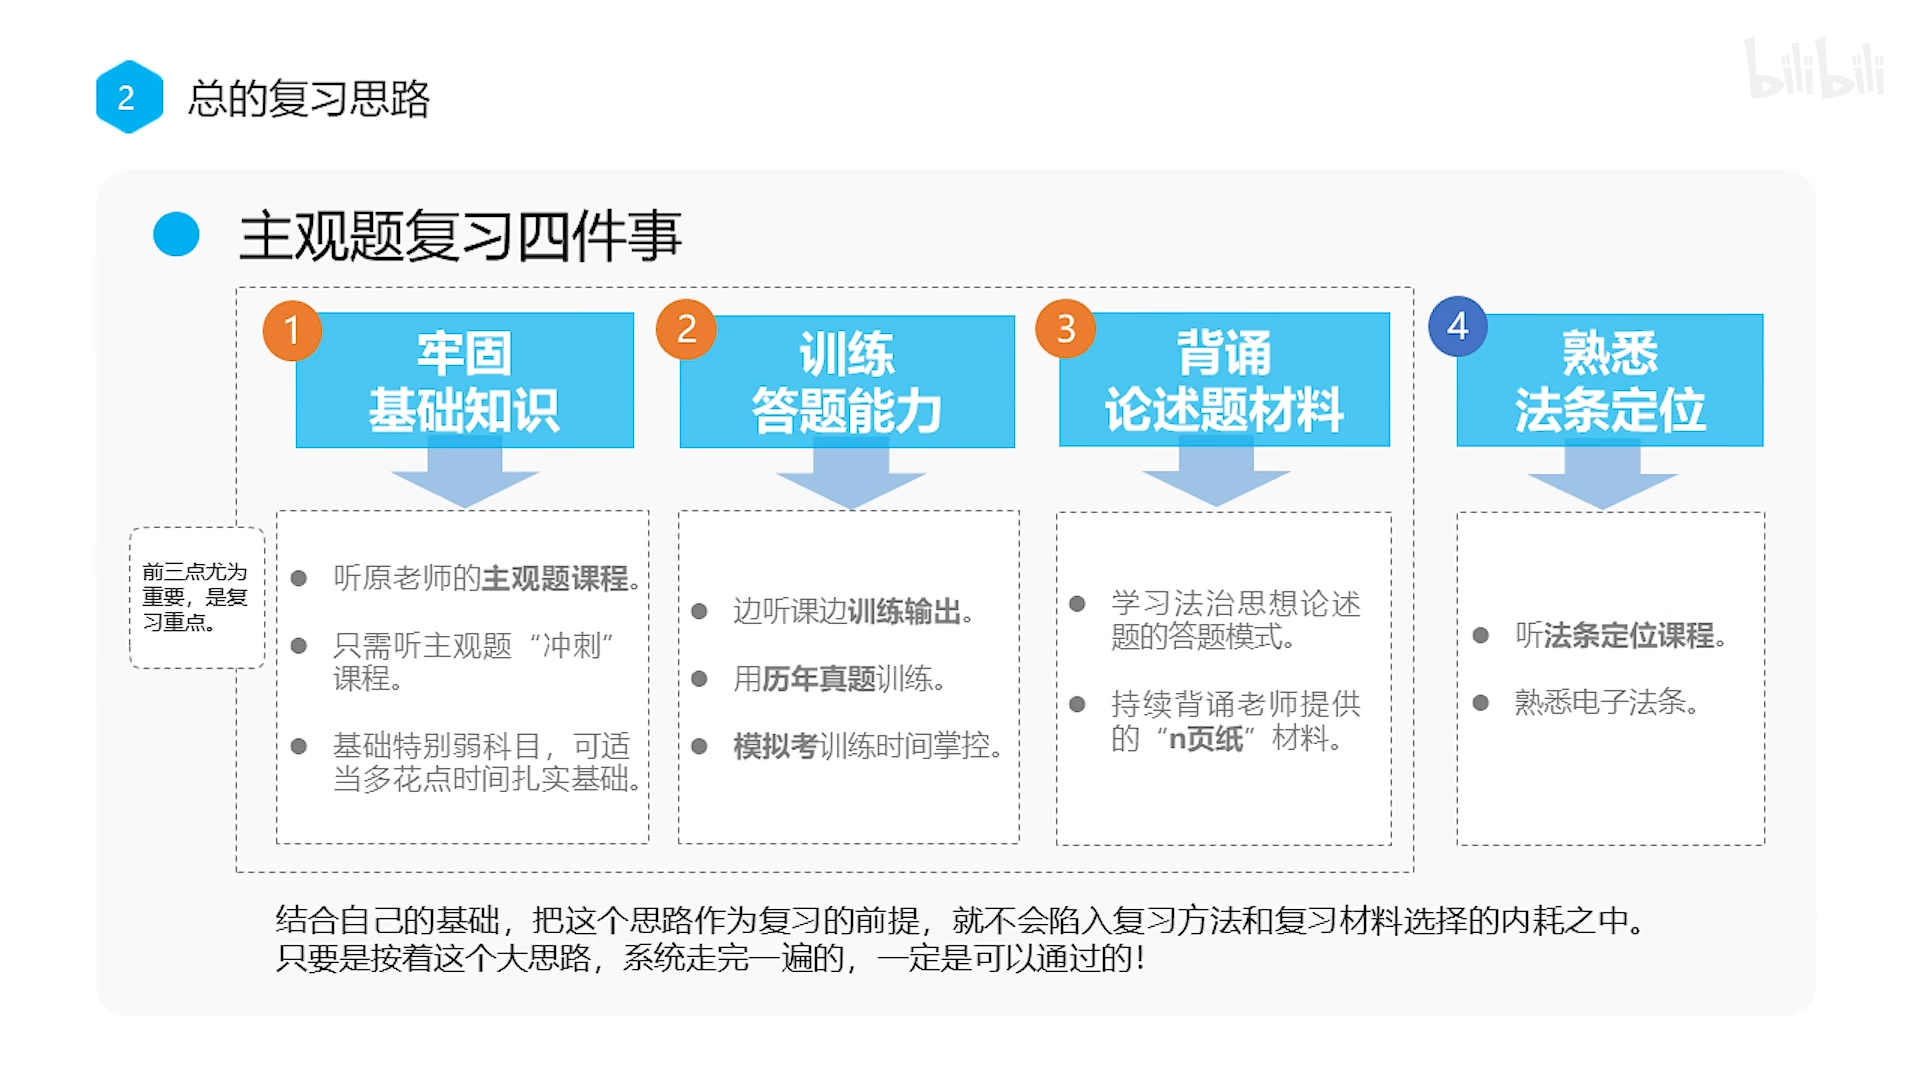 2
总的复习思路
bilibili
主观题复习四件事
1
牢固
基础知识
听原老师的主观题课程。
只需听主观题“冲刺”
课程。
基础特别弱科目，可适
当多花点时间扎实基础。
2
训练
答题能力
边听课边训练输出。
用历年真题训练。
模拟考训练时间掌控。
3
背诵
论述题材料
学习法治思想论述
题的答题模式。
持续背诵老师提供
的“n页纸”材料。
4
熟悉
法条定位
听法条定位课程。
熟悉电子法条。
前三点尤为
重要，是复
习重点。
结合自己的基础，把这个思路作为复习的前提，就不会陷入复习方法和复习材料选择的内耗之中。
只要是按着这个大思路，系统走完一遍的，一定是可以通过的！